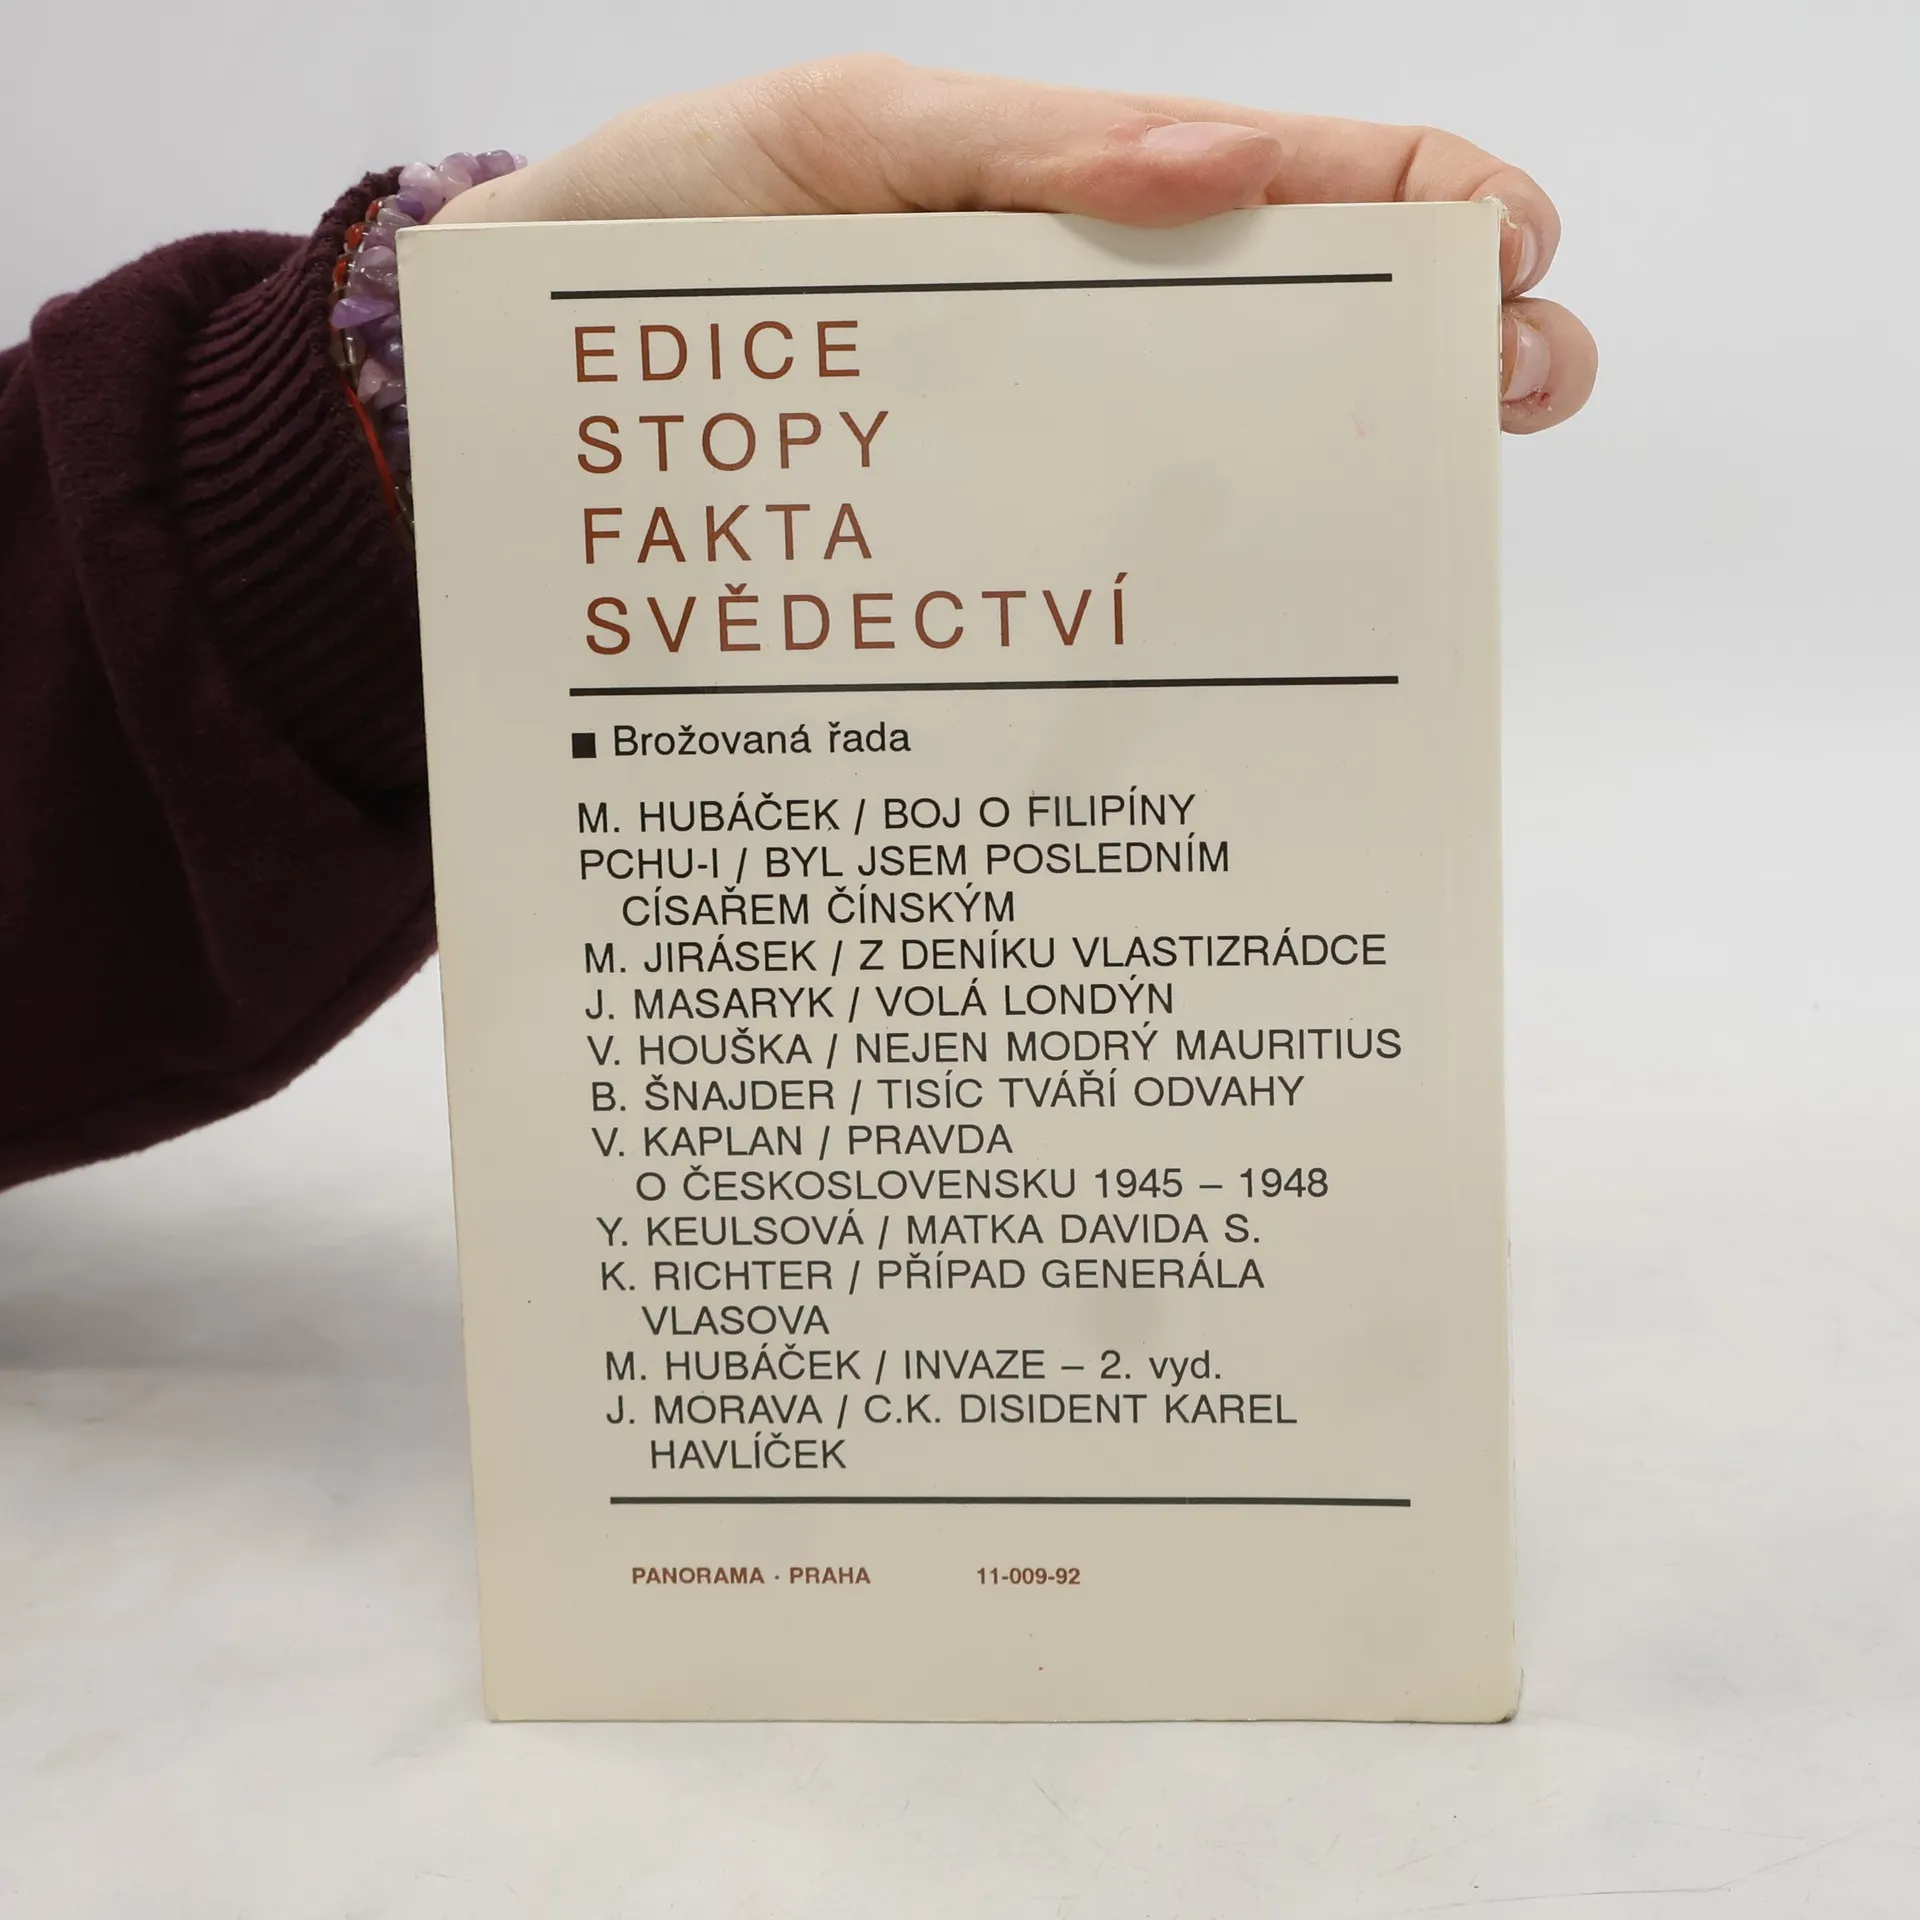 EDICE
STOPY
FAKTA
SVĚDECTVÍ
■ Brožovaná řada
M. HUBÁČEK / BOJ O FILIPÍNY
PCHU-I / BYL JSEM POSLEDNÍM
CÍSAŘEM ČÍNSKÝM
M. JIRÁSEK / Z DENÍKU VLASTIZRÁDCE
J. MASARYK / VOLÁ LONDÝN
V. HOUŠKA / NEJEN MODRÝ MAURITIUS
B. ŠNAJDER / TISÍC TVÁŘÍ ODVAHY
V. KAPLAN / PRAVDA
O ČESKOSLOVENSKU 1945 – 1948
Y. KEULSOVÁ / MATKA DAVIDA S.
K. RICHTER / PŘÍPAD GENERÁLA
VLASOVA
M. HUBÁČEK / INVAZE – 2. vyd.
J. MORAVA / C.K. DISIDENT KAREL
HAVLÍČEK
PANORAMA · PRAHA 11-009-92